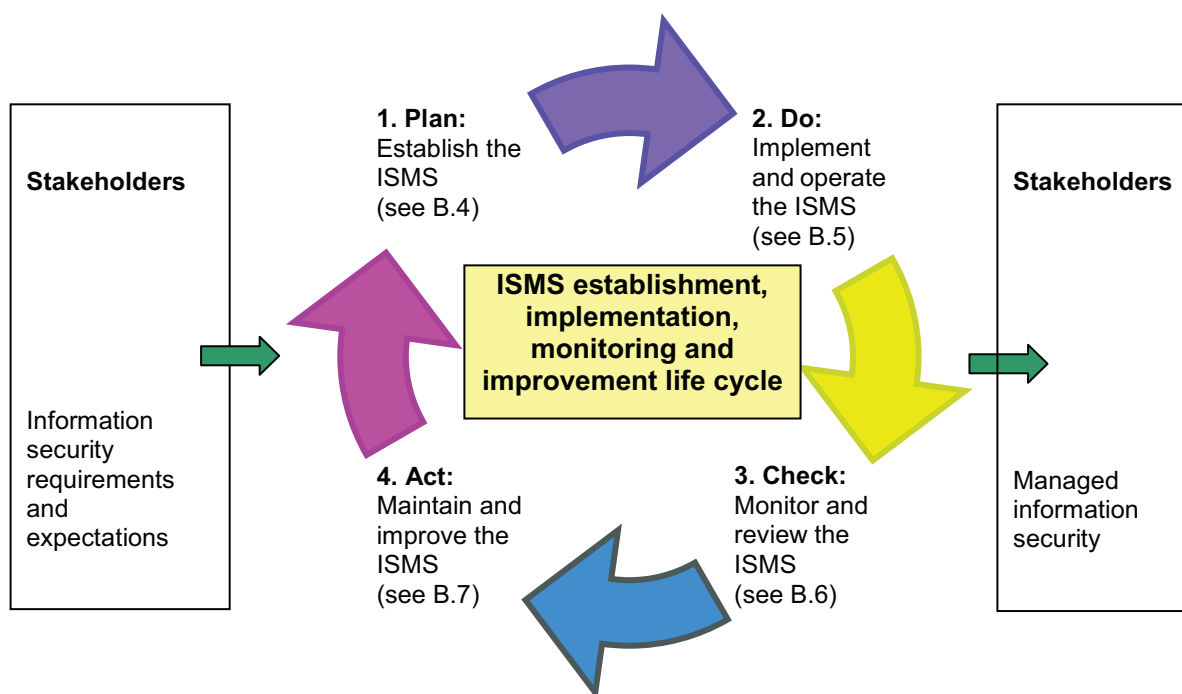 Stakeholders
Information
security
requirements
and
expectations
1. Plan:
Establish the
ISMS
(see B.4)
2. Do:
Implement
and operate
the ISMS
(see B.5)
ISMS establishment,
implementation,
monitoring and
improvement life cycle
4. Act:
Maintain and
improve the
ISMS
(see B.7)
3. Check:
Monitor and
review the
ISMS
(see B.6)
Stakeholders
Managed
information
security